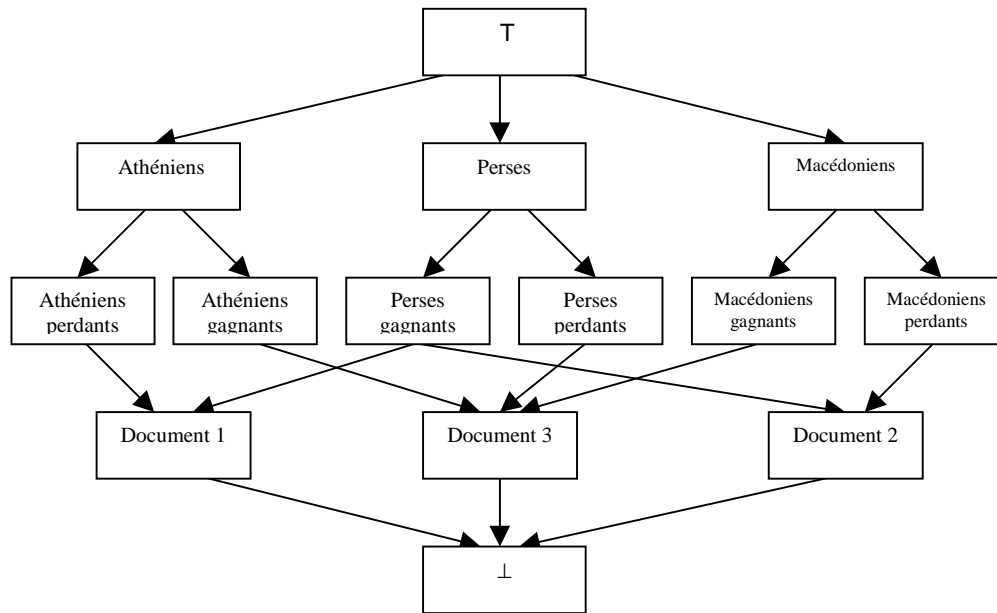 T
Athéniens
Perses
Macédoniens
Athéniens
perdants
Athéniens
gagnants
Perses
gagnants
Perses
perdants
Macédoniens
gagnants
Macédoniens
perdants
Document 1
Document 3
Document 2
⊥